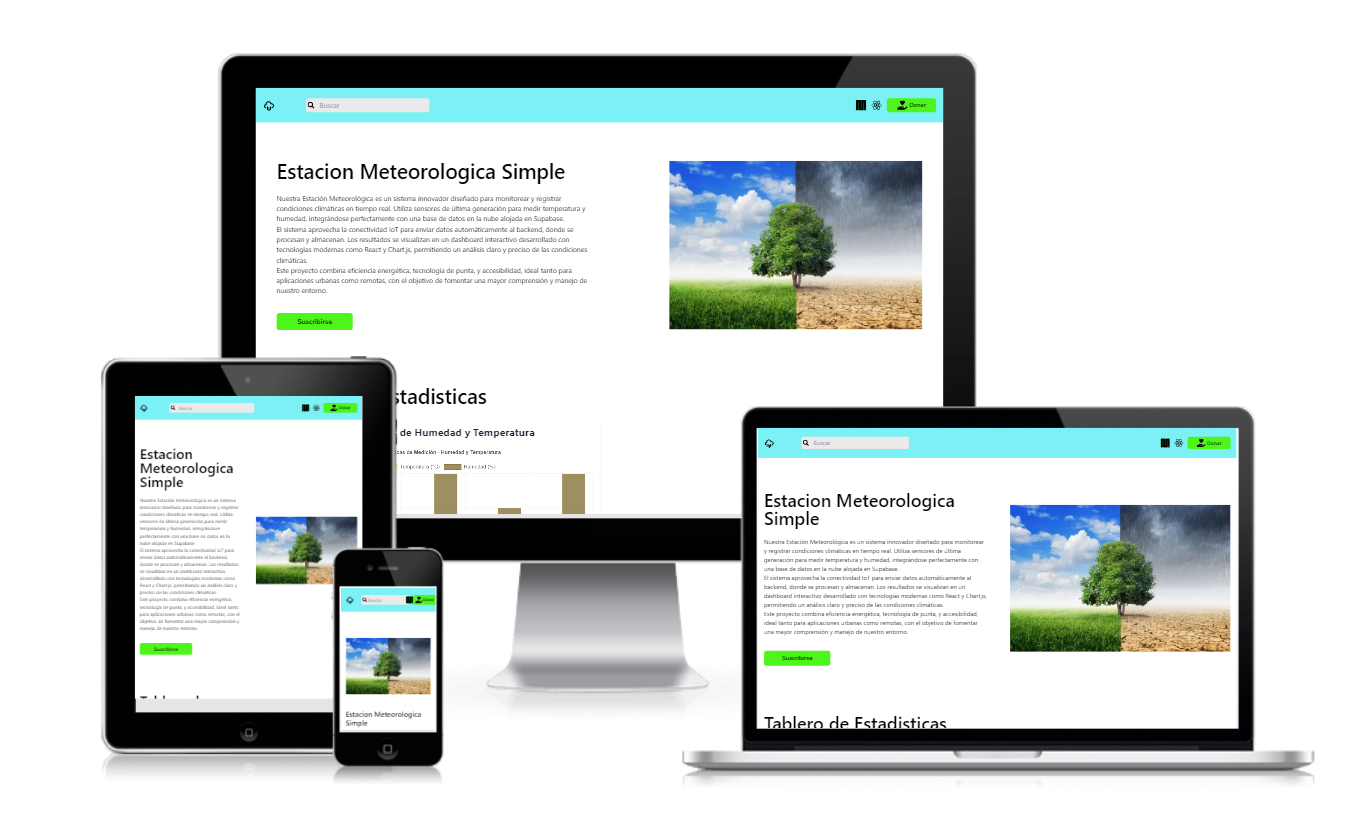 Buscar
Donar
Estacion Meteorologica Simple
Nuestra Estación Meteorológica es un sistema innovador diseñado para monitorear y registrar
condiciones climáticas en tiempo real. Utiliza sensores de última generación para medir temperatura y
humedad, integrándose perfectamente con una base de datos en la nube alojada en Supabase.
El sistema aprovecha la conectividad IoT para enviar datos automáticamente al backend, donde se
procesan y almacenan. Los resultados se visualizan en un dashboard interactivo desarrollado con
tecnologías modernas como React y Chart.js, permitiendo un análisis claro y preciso de las condiciones
climáticas.
Este proyecto combina eficiencia energética, tecnología de punta, y accesibilidad, ideal tanto para
aplicaciones urbanas como remotas, con el objetivo de fomentar una mayor comprensión y manejo de
nuestro entorno.
Suscribirse
stadisticas
de Humedad y Temperatura
cas de Medición - Humedad y Temperatura
Temperatura (°C) Humedad (%)
Buscar
Donar
Estacion
Meteorologica
Simple
Nuestra Estación Meteorológica es un sistema
innovador diseñado para monitorear y registrar
condiciones climáticas en tiempo real. Utiliza
sensores de última generación para medir
temperatura y humedad, integrándose
perfectamente con una base de datos en la
nube alojada en Supabase.
El sistema aprovecha la conectividad IoT para
enviar datos automáticamente al backend,
donde se procesan y almacenan. Los resultados
se visualizan en un dashboard interactivo
desarrollado con tecnologías modernas como
React y Chart.js, permitiendo un análisis claro y
preciso de las condiciones climáticas.
Este proyecto combina eficiencia energética,
tecnología de punta, y accesibilidad, ideal tanto
para aplicaciones urbanas como remotas, con el
objetivo de fomentar una mayor comprensión y
manejo de nuestro entorno.
Suscribirse
Buscar
Donar
Estacion Meteorologica
Simple
Buscar
Donar
Estacion Meteorologica
Simple
Nuestra Estación Meteorológica es un sistema innovador diseñado para monitorear
y registrar condiciones climáticas en tiempo real. Utiliza sensores de última
generación para medir temperatura y humedad, integrándose perfectamente con
una base de datos en la nube alojada en Supabase.
El sistema aprovecha la conectividad IoT para enviar datos automáticamente al
backend, donde se procesan y almacenan. Los resultados se visualizan en un
dashboard interactivo desarrollado con tecnologías modernas como React y Chart.js,
permitiendo un análisis claro y preciso de las condiciones climáticas.
Este proyecto combina eficiencia energética, tecnología de punta, y accesibilidad,
ideal tanto para aplicaciones urbanas como remotas, con el objetivo de fomentar
una mayor comprensión y manejo de nuestro entorno.
Suscribirse
Tablero de Estadisticas